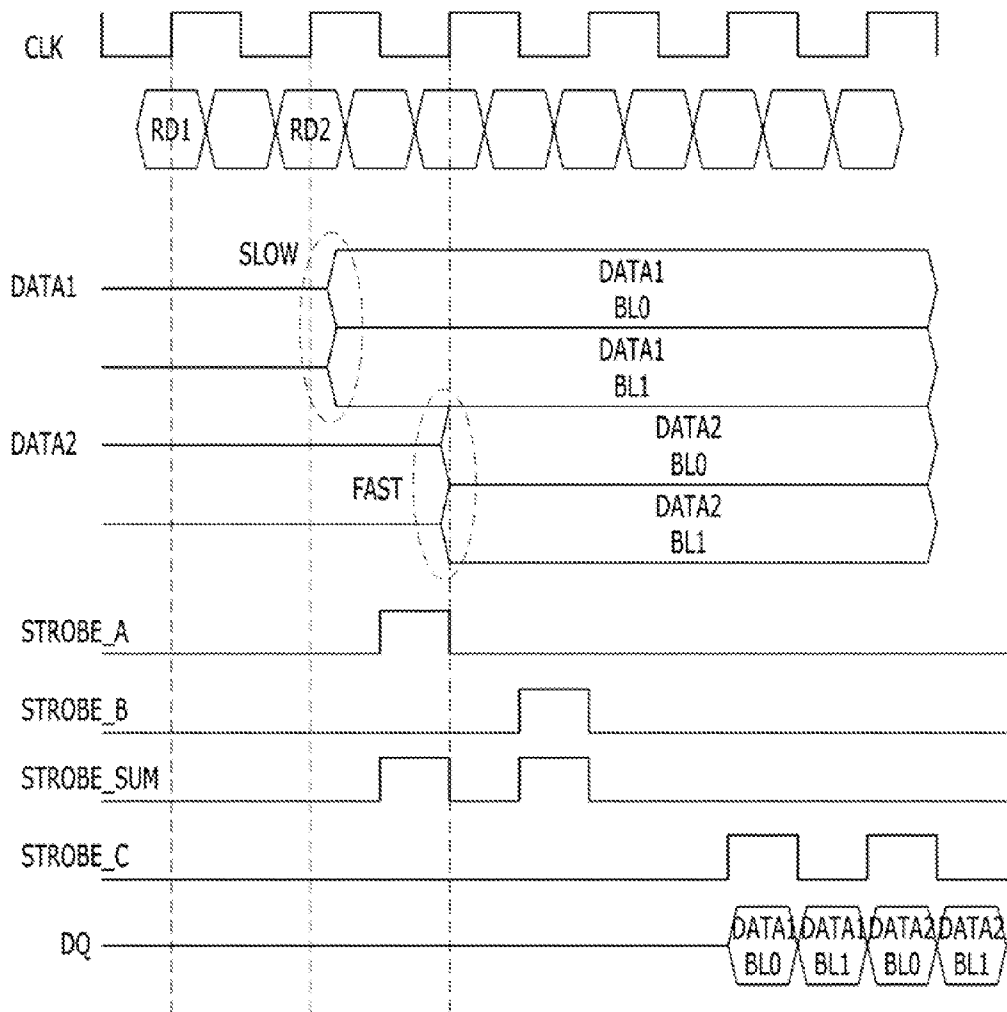 CLK
RD1 RD2
SLOW
DATA1 DATA1
BL0
DATA1
BL1
DATA2 DATA2
BL0
FAST DATA2
BL1
STROBE_A
STROBE_B
STROBE_SUM
STROBE_C
DQ DATA1 DATA1 DATA2 DATA2
BL0 BL1 BL0 BL1